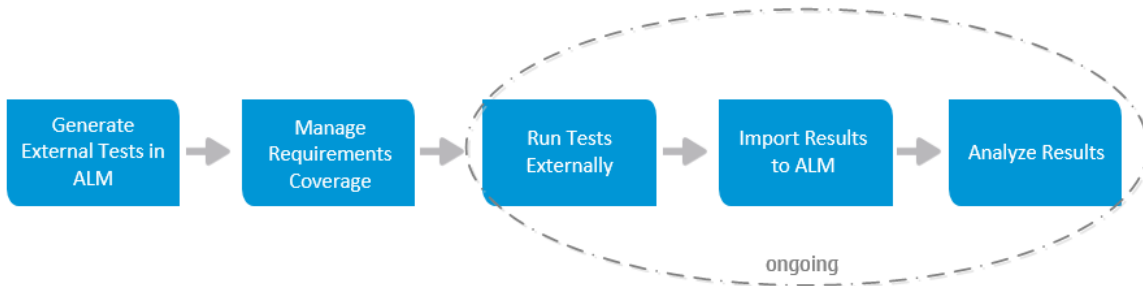 Generate
External Tests in
ALM
Manage
Requirements
Coverage
Run Tests
Externally
Import Results
to ALM
Analyze Results
ongoing